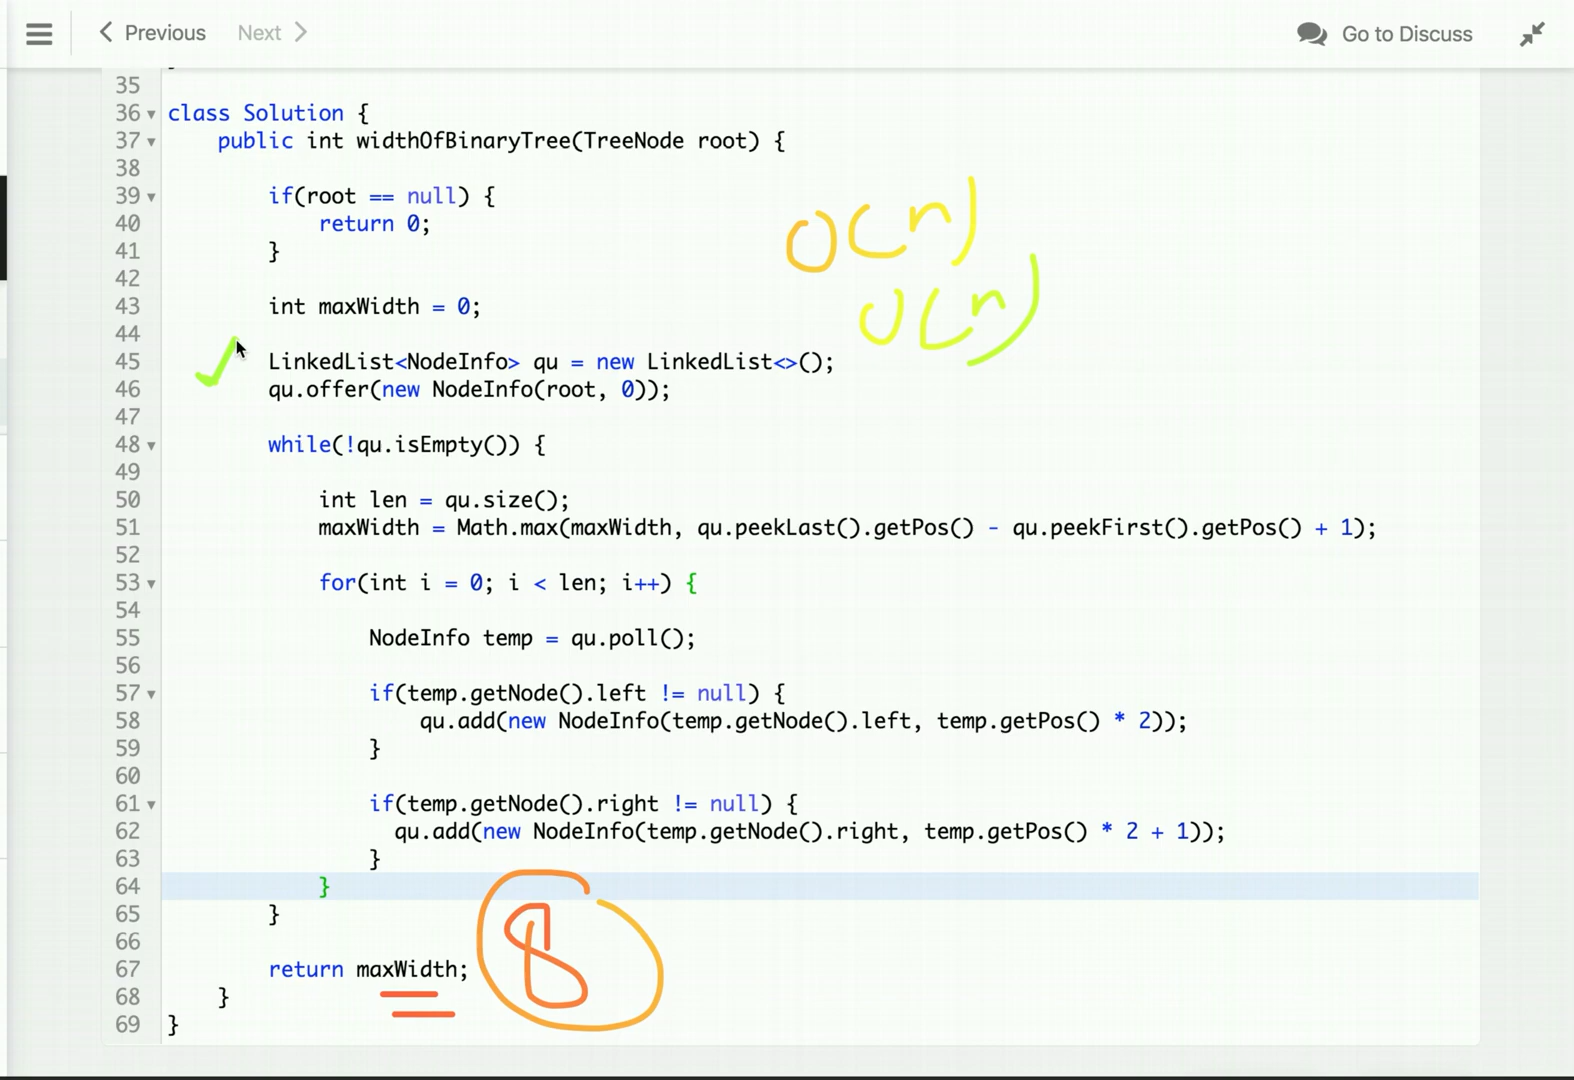 Previous Next Go to Discuss
35
36 class Solution {
37 public int widthOfBinaryTree(TreeNode root) {
38
39 if(root == null) {
40 return 0;
41 }
42
43 int maxWidth = 0;
44
45 LinkedList<NodeInfo> qu = new LinkedList<>();
46 qu.offer(new NodeInfo(root, 0));
47
48 while(!qu.isEmpty()) {
49
50 int len = qu.size();
51 maxWidth = Math.max(maxWidth, qu.peekLast().getPos() - qu.peekFirst().getPos() + 1);
52
53 for(int i = 0; i < len; i++) {
54
55 NodeInfo temp = qu.poll();
56
57 if(temp.getNode().left != null) {
58 qu.add(new NodeInfo(temp.getNode().left, temp.getPos() * 2));
59 }
60
61 if(temp.getNode().right != null) {
62 qu.add(new NodeInfo(temp.getNode().right, temp.getPos() * 2 + 1));
63 }
64 }
65 }
66
67 return maxWidth;
68 }
69 }
O(n)
O(n)
8